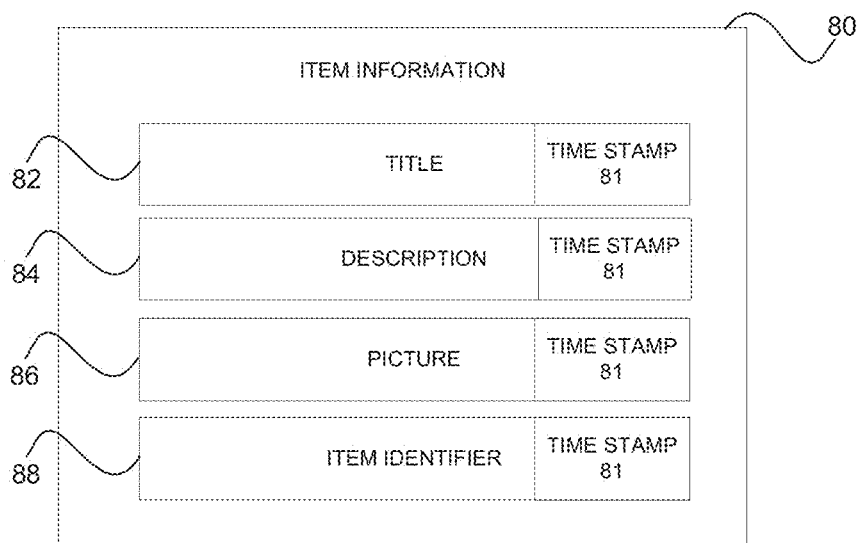 80
ITEM INFORMATION
TITLE
TIME STAMP
81
82
DESCRIPTION
TIME STAMP
81
84
PICTURE
TIME STAMP
81
86
ITEM IDENTIFIER
TIME STAMP
81
88